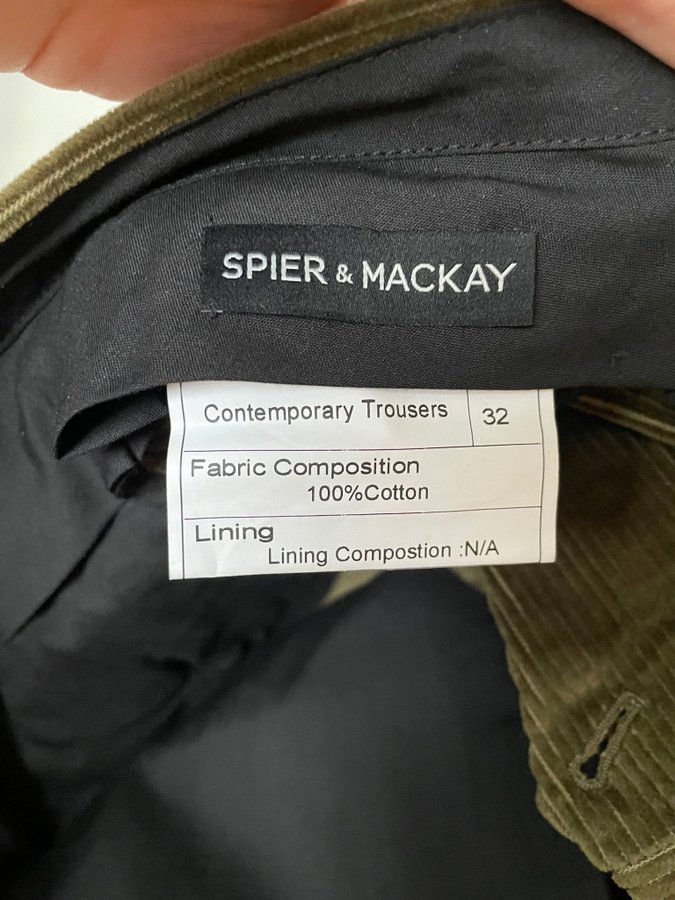 SPIER & MACKAY
Contemporary Trousers 32
Fabric Composition
100%Cotton
Lining
Lining Compostion :N/A